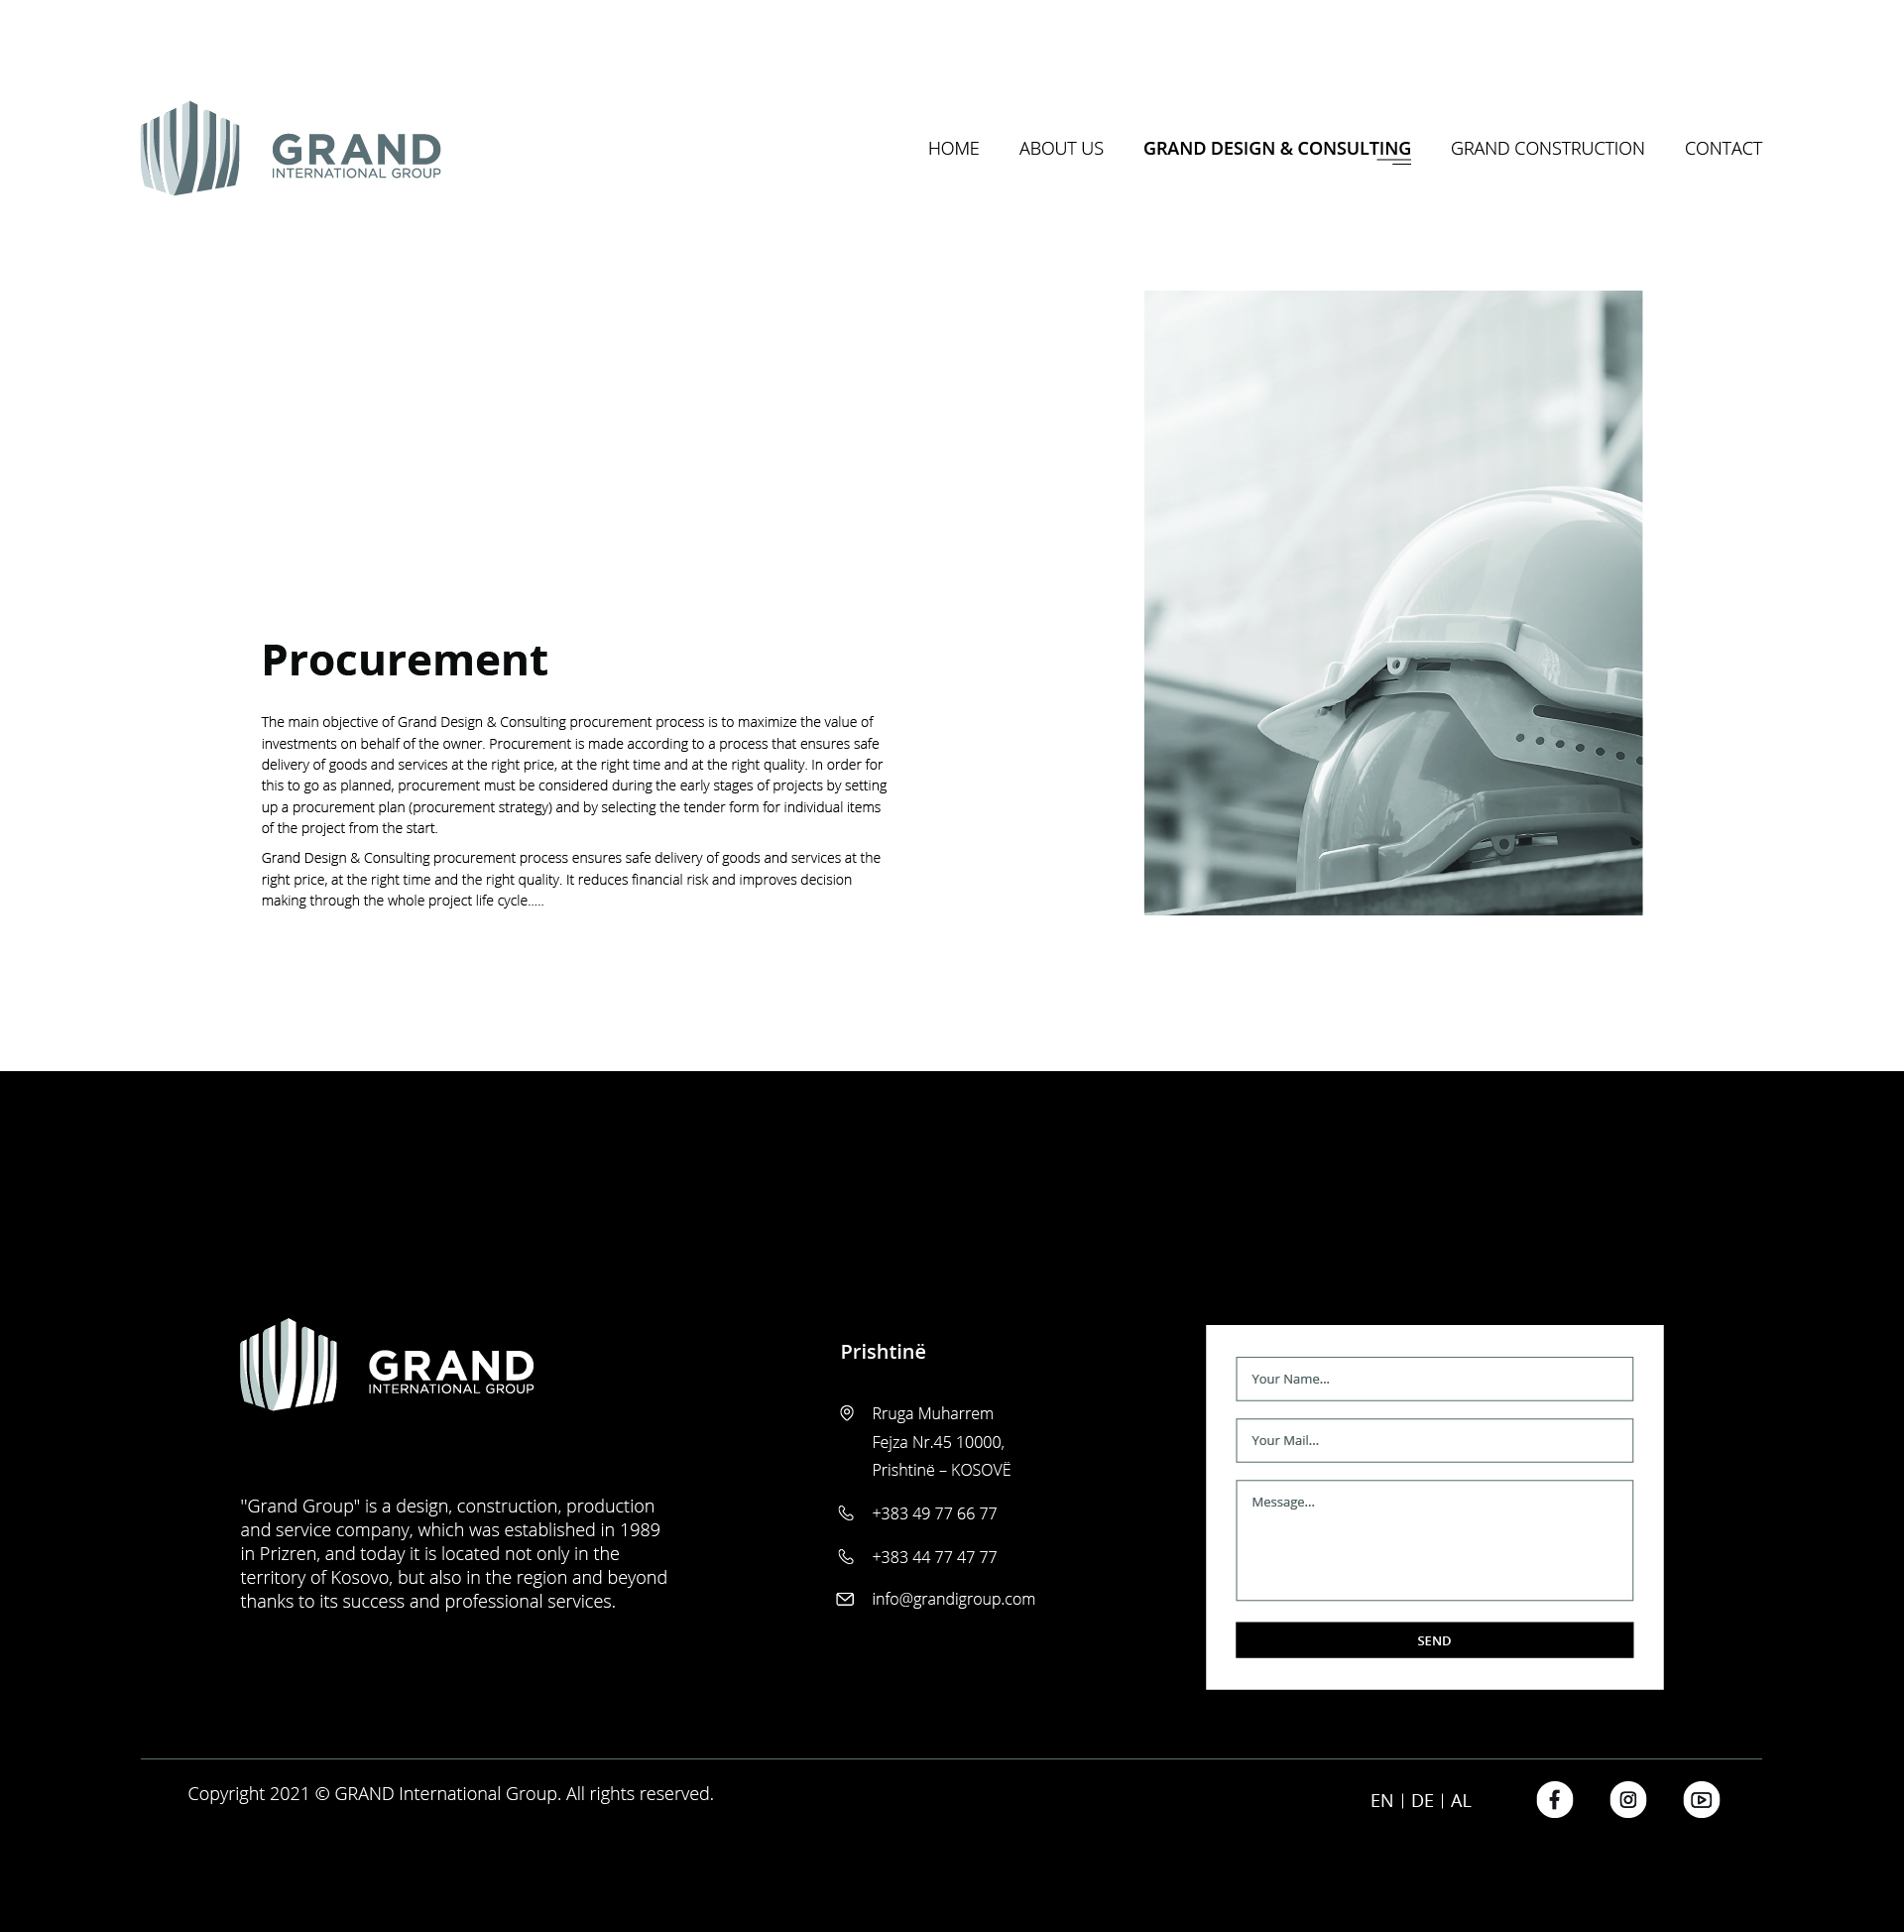 GRAND
INTERNATIONAL GROUP
HOME
ABOUT US
GRAND DESIGN & CONSULTING
GRAND CONSTRUCTION
CONTACT
Procurement
The main objective of Grand Design & Consulting procurement process is to maximize the value of
investments on behalf of the owner. Procurement is made according to a process that ensures safe
delivery of goods and services at the right price, at the right time and at the right quality. In order for
this to go as planned, procurement must be considered during the early stages of projects by setting
up a procurement plan (procurement strategy) and by selecting the tender form for individual items
of the project from the start.
Grand Design & Consulting procurement process ensures safe delivery of goods and services at the
right price, at the right time and the right quality. It reduces financial risk and improves decision
making through the whole project life cycle.....
GRAND
INTERNATIONAL GROUP
"Grand Group" is a design, construction, production
and service company, which was established in 1989
in Prizren, and today it is located not only in the
territory of Kosovo, but also in the region and beyond
thanks to its success and professional services.
Prishtinë
Rruga Muharrem
Fejza Nr.45 10000,
Prishtinë – KOSOVË
+383 49 77 66 77
+383 44 77 47 77
info@grandigroup.com
Your Name...
Your Mail...
Message...
SEND
Copyright 2021 © GRAND International Group. All rights reserved.
EN | DE | AL